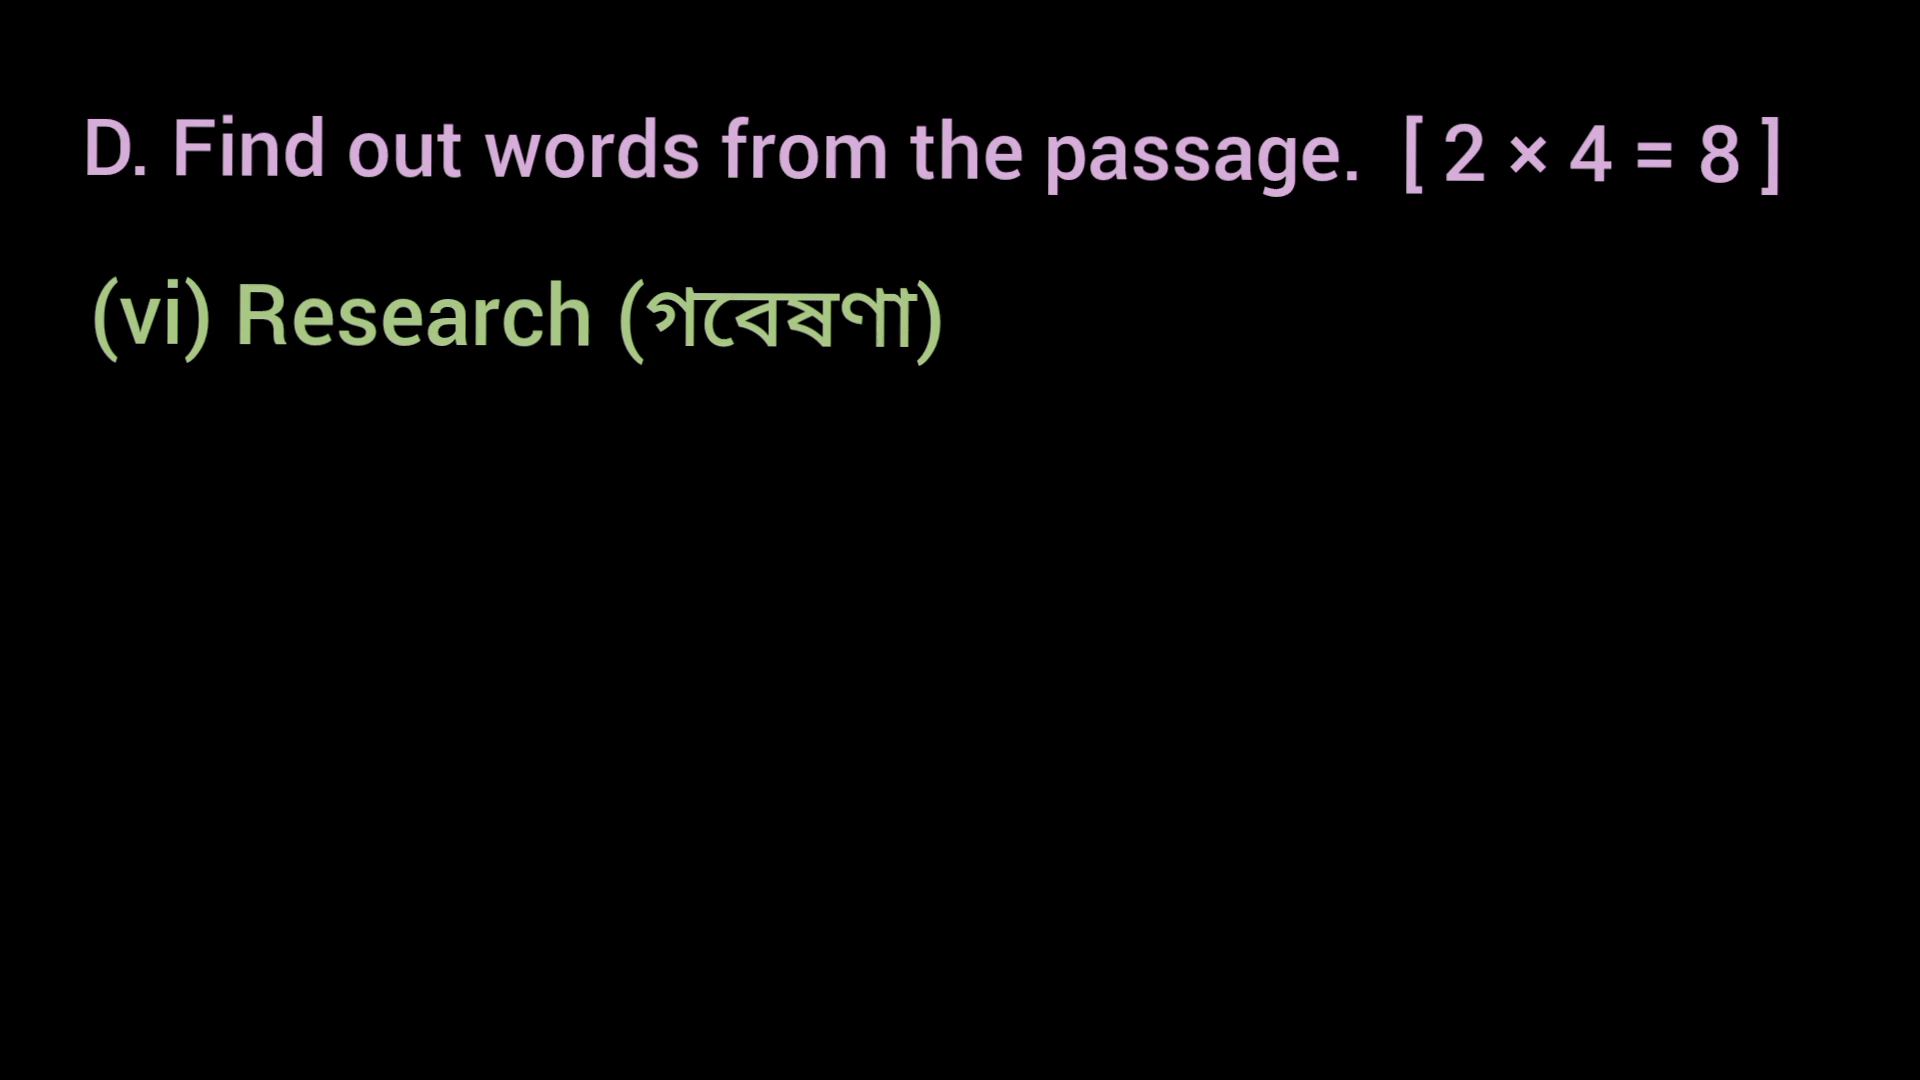 D. Find out words from the passage. [ 2 × 4 = 8 ]
(vi) Research (গবেষণা)